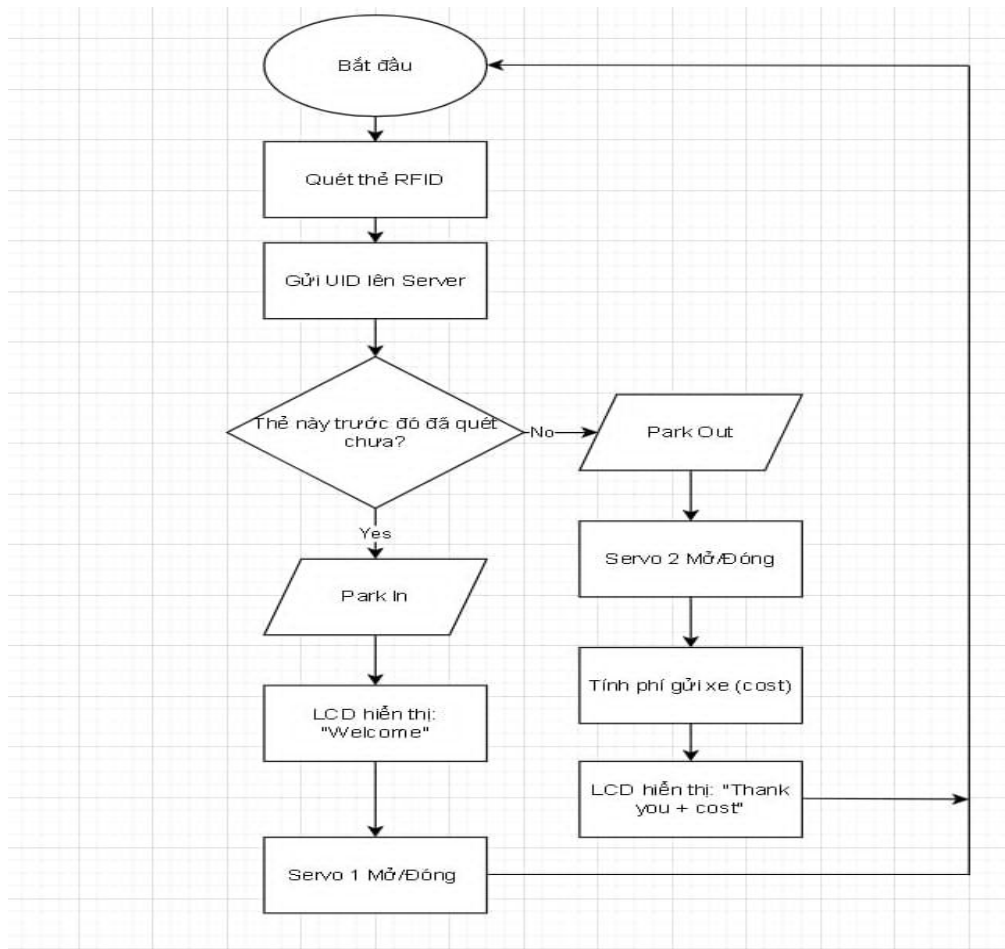 Bắt đầu
Quét thẻ RFID
Gửi UID lên Server
Thẻ này trước đó đã quét
chưa?
No
Park Out
Yes
Servo 2 Mở/Đóng
Park In
Tính phí gửi xe (cost)
LCD hiển thị:
"Welcome"
LCD hiển thị: "Thank
you + cost"
Servo 1 Mở/Đóng